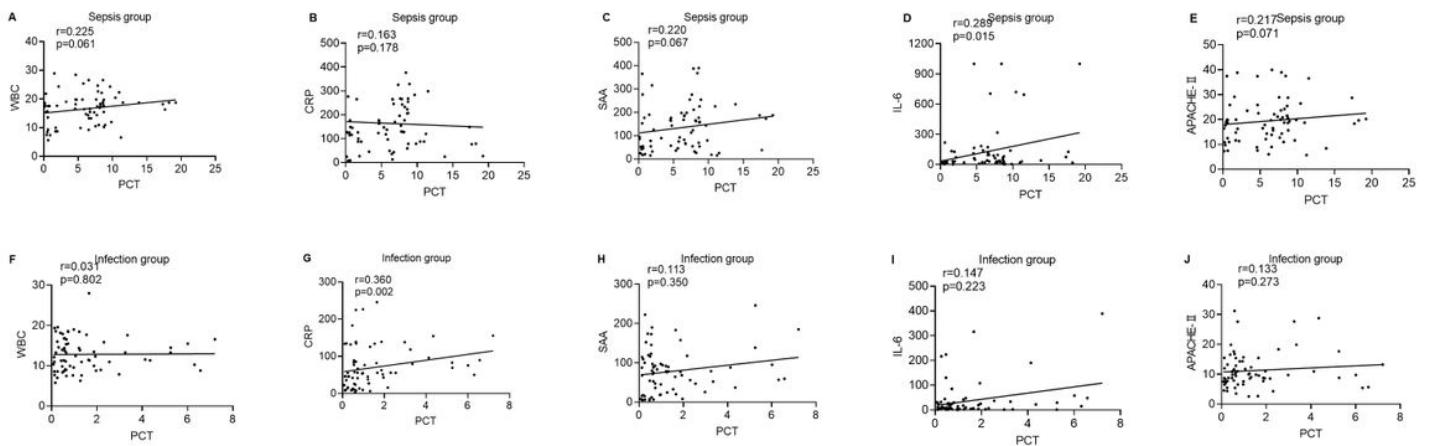 A
Sepsis group
r=0.225
p=0.061
WBC
40
30
20
10
0
0 5 10 15 20 25
PCT
B
Sepsis group
r=0.163
p=0.178
CRP
500
400
300
200
100
0
0 5 10 15 20 25
PCT
C
Sepsis group
r=0.220
p=0.067
SAA
500
400
300
200
100
0
0 5 10 15 20 25
PCT
D
Sepsis group
r=0.289
p=0.015
IL-6
1200
900
600
300
0
0 5 10 15 20 25
PCT
E
Sepsis group
r=0.217
p=0.071
APACHE-II
50
40
30
20
10
0
0 5 10 15 20 25
PCT
F
Infection group
r=0.031
p=0.802
WBC
30
20
10
0
0 2 4 6 8
PCT
G
Infection group
r=0.360
p=0.002
CRP
300
200
100
0
0 2 4 6 8
PCT
H
Infection group
r=0.113
p=0.350
SAA
300
200
100
0
0 2 4 6 8
PCT
I
Infection group
r=0.147
p=0.223
IL-6
500
400
300
200
100
0
0 2 4 6 8
PCT
J
Infection group
r=0.133
p=0.273
APACHE-II
40
30
20
10
0
0 2 4 6 8
PCT